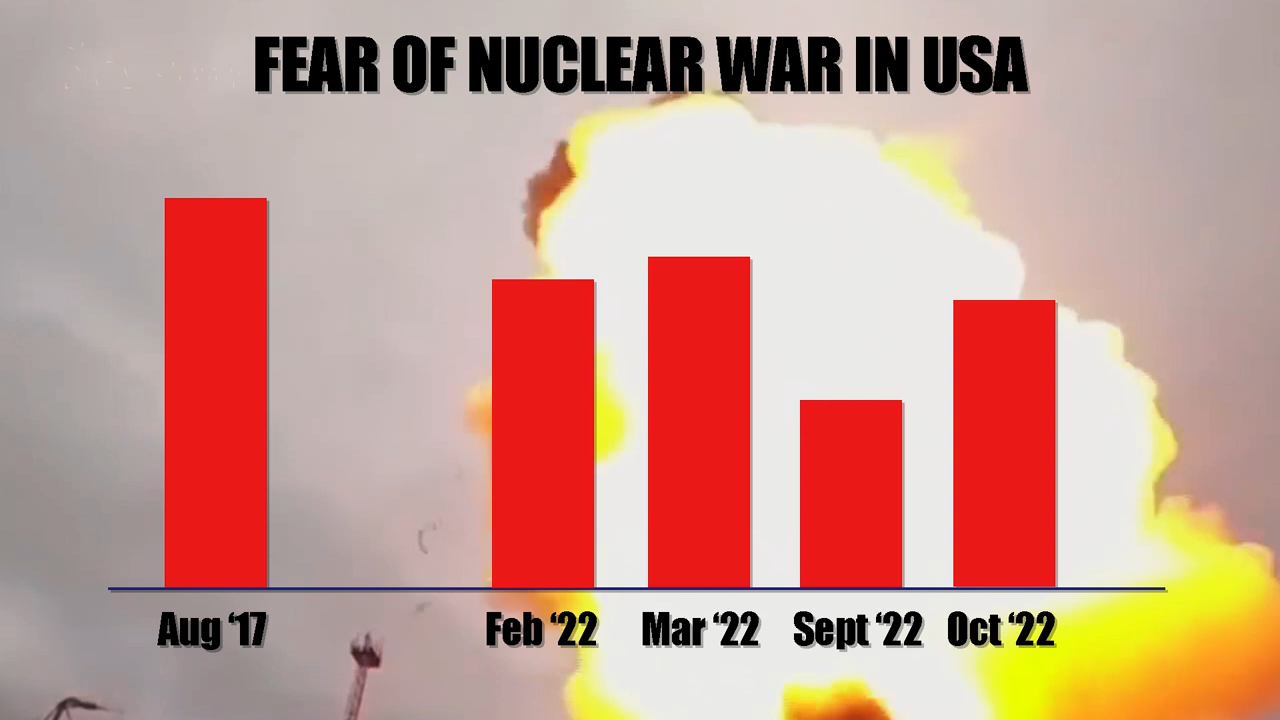 FEAR OF NUCLEAR WAR IN USA
Aug ‘17 Feb ‘22 Mar ‘22 Sept ‘22 Oct ‘22